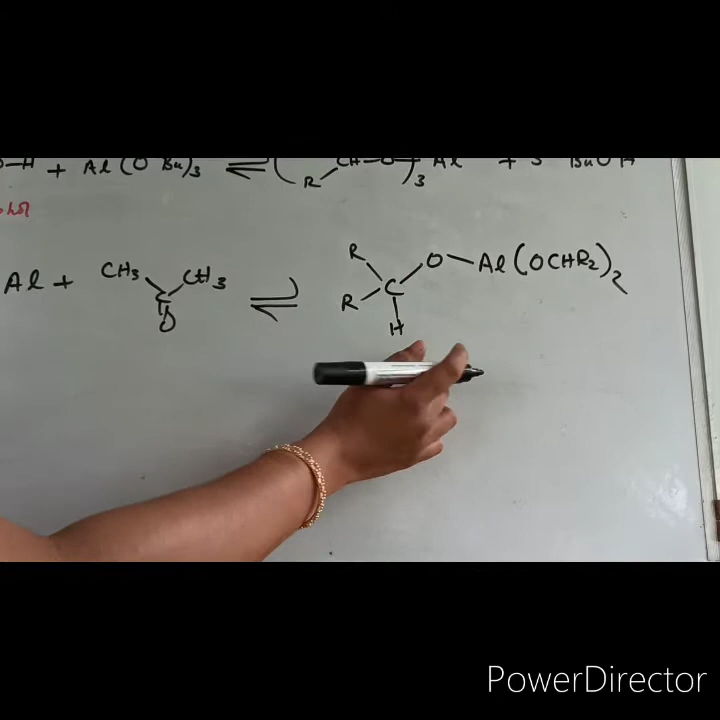 -H + Al(O Bu)₃ ⇌ ( R CH-O )₃ Al + 3 BuOH
Al + CH₃ C CH₃ ⇌ R C O-Al(OCHR₂)₂
O R H
PowerDirector